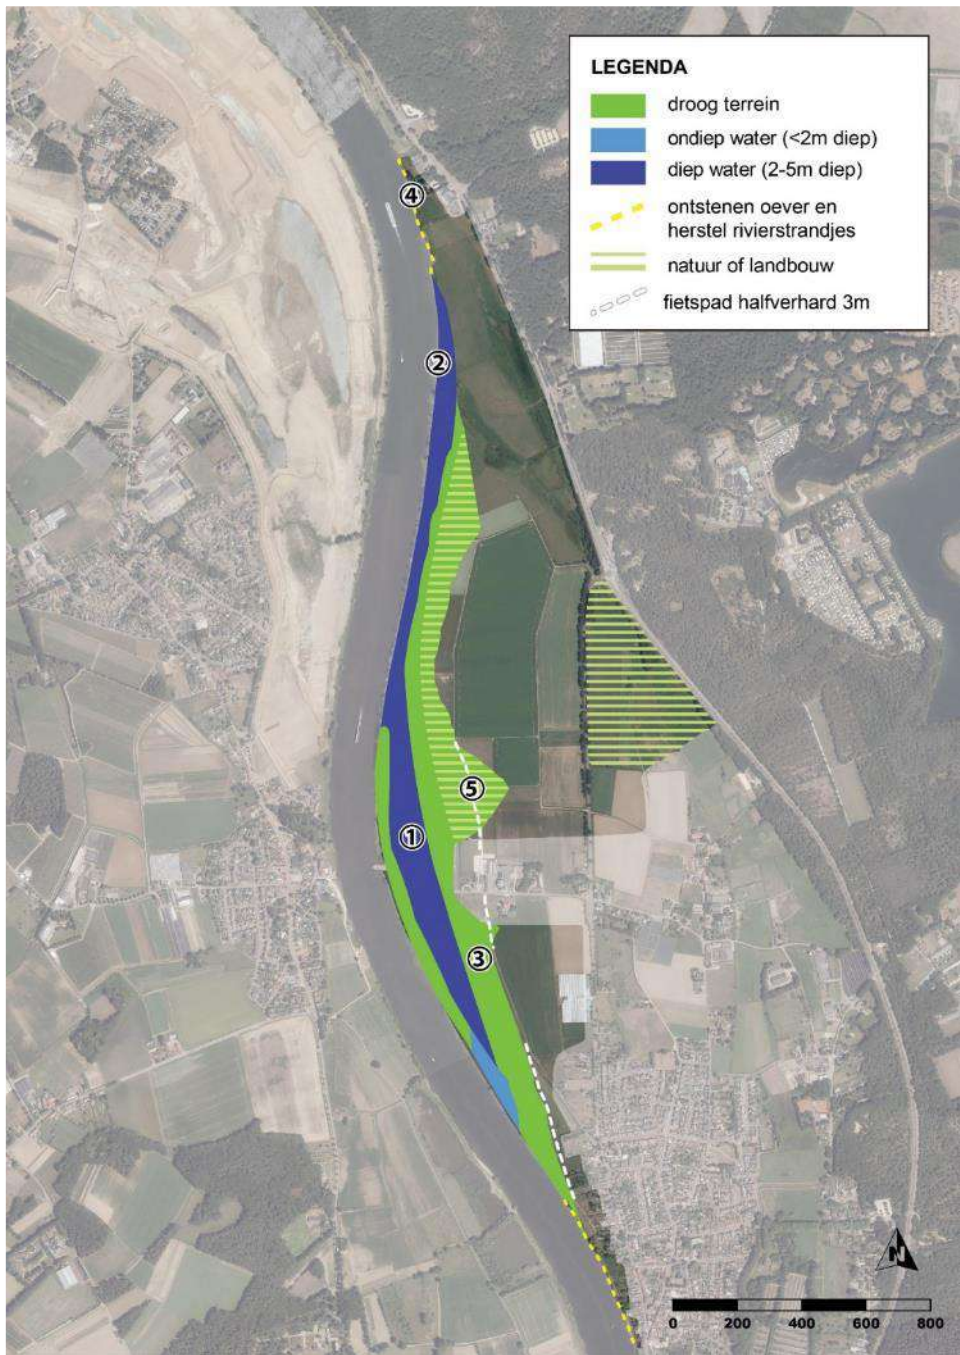 LEGENDA
droog terrein
ondiep water (<2m diep)
diep water (2-5m diep)
ontstenen oever en
herstel rivierstrandjes
natuur of landbouw
fietspad halfverhard 3m
4
2
5
1
3
N
0 200 400 600 800